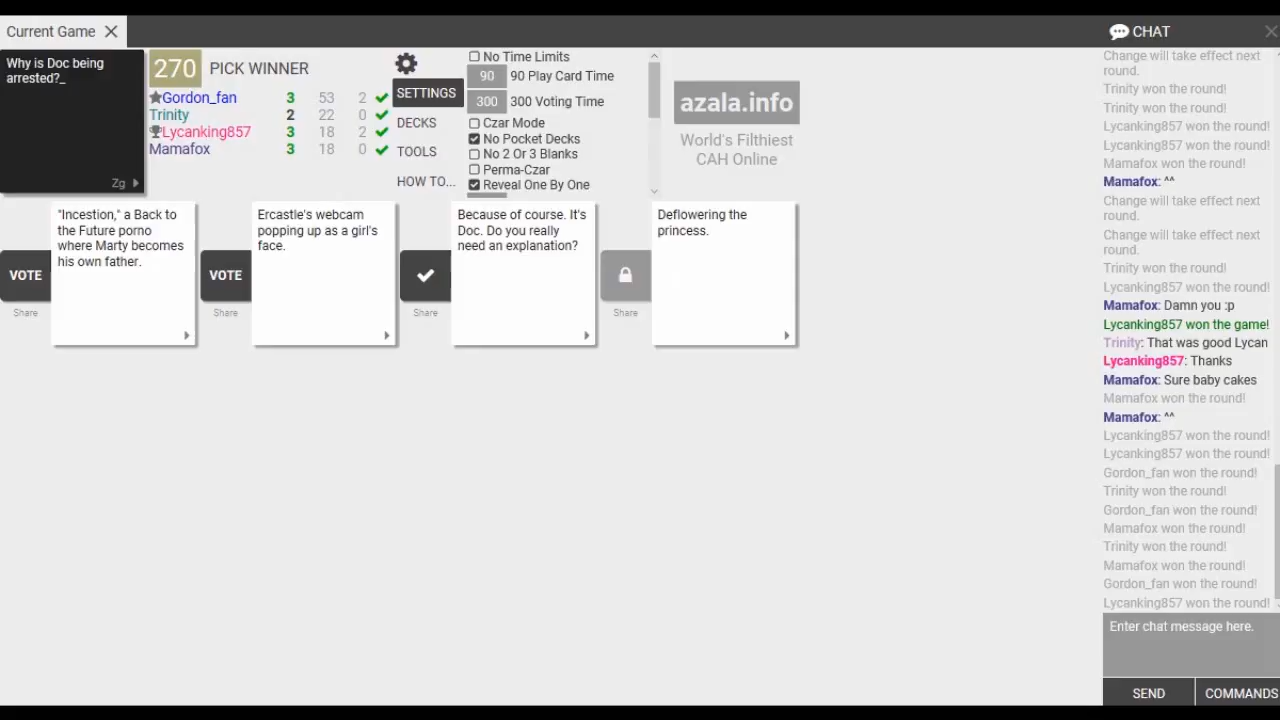 Current Game
CHAT
Why is Doc being
arrested?_
Zg
270 PICK WINNER
Gordon_fan 3 53 2
Trinity 2 22 0
Lycanking857 3 18 2
Mamafox 3 18 0
SETTINGS
DECKS
TOOLS
HOW TO...
No Time Limits
90 90 Play Card Time
300 300 Voting Time
Czar Mode
No Pocket Decks
No 2 Or 3 Blanks
Perma-Czar
Reveal One By One
azala.info
World's Filthiest
CAH Online
VOTE
Share
"Incestion," a Back to
the Future porno
where Marty becomes
his own father.
VOTE
Share
Ercastle's webcam
popping up as a girl's
face.
Share
Because of course. It's
Doc. Do you really
need an explanation?
Share
Deflowering the
princess.
Change will take effect next
round.
Trinity won the round!
Trinity won the round!
Lycanking857 won the round!
Lycanking857 won the round!
Mamafox won the round!
Mamafox: ^^
Change will take effect next
round.
Change will take effect next
round.
Trinity won the round!
Lycanking857 won the round!
Mamafox: Damn you :p
Lycanking857 won the game!
Trinity: That was good Lycan
Lycanking857: Thanks
Mamafox: Sure baby cakes
Mamafox won the round!
Mamafox: ^^
Lycanking857 won the round!
Lycanking857 won the round!
Gordon_fan won the round!
Trinity won the round!
Gordon_fan won the round!
Mamafox won the round!
Trinity won the round!
Mamafox won the round!
Gordon_fan won the round!
Lycanking857 won the round!
Enter chat message here.
SEND
COMMANDS